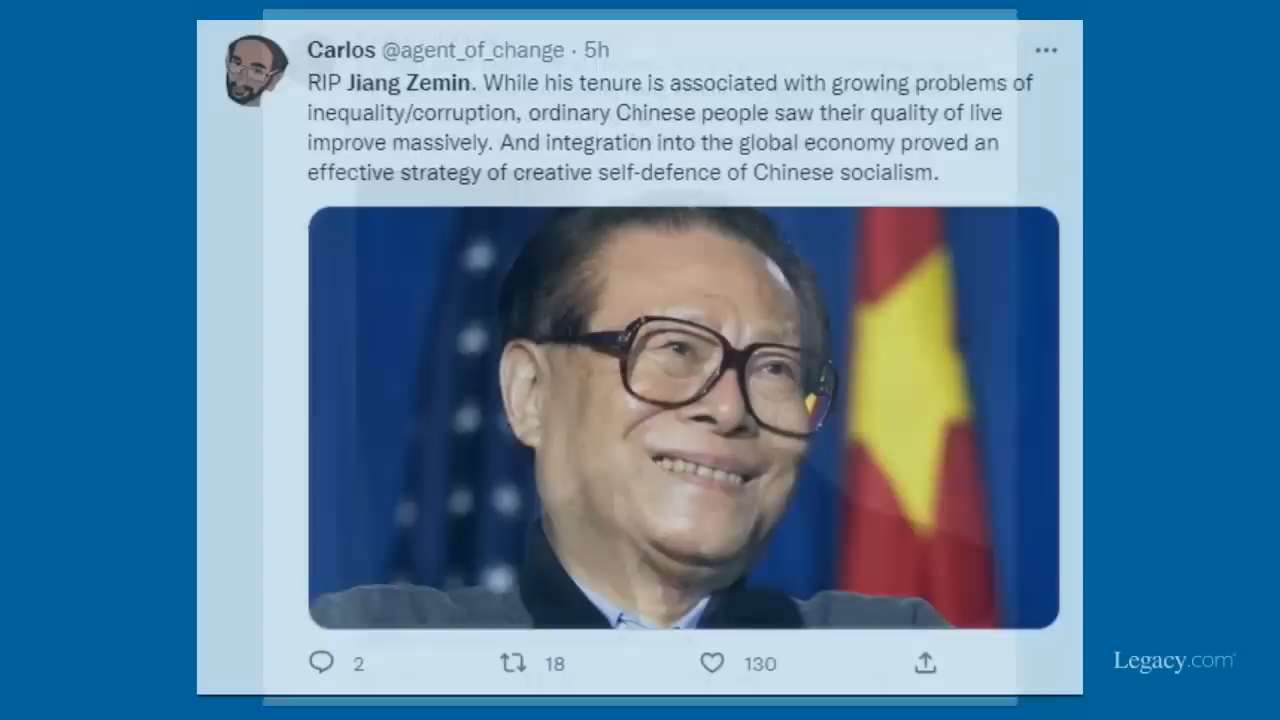 Carlos @agent_of_change · 5h
RIP Jiang Zemin. While his tenure is associated with growing problems of
inequality/corruption, ordinary Chinese people saw their quality of live
improve massively. And integration into the global economy proved an
effective strategy of creative self-defence of Chinese socialism.
2 18 130
Legacy.com